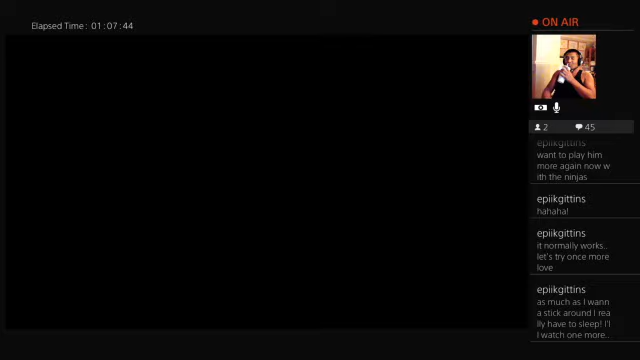 Elapsed Time: 01:07:44
ON AIR
2
45
epiikgittins
want to play him
more again now w
ith the ninjas
epiikgittins
hahaha!
epiikgittins
it normally works..
let's try once more
love
epiikgittins
as much as I wann
a stick around I rea
lly have to sleep! I'l
l watch one more..